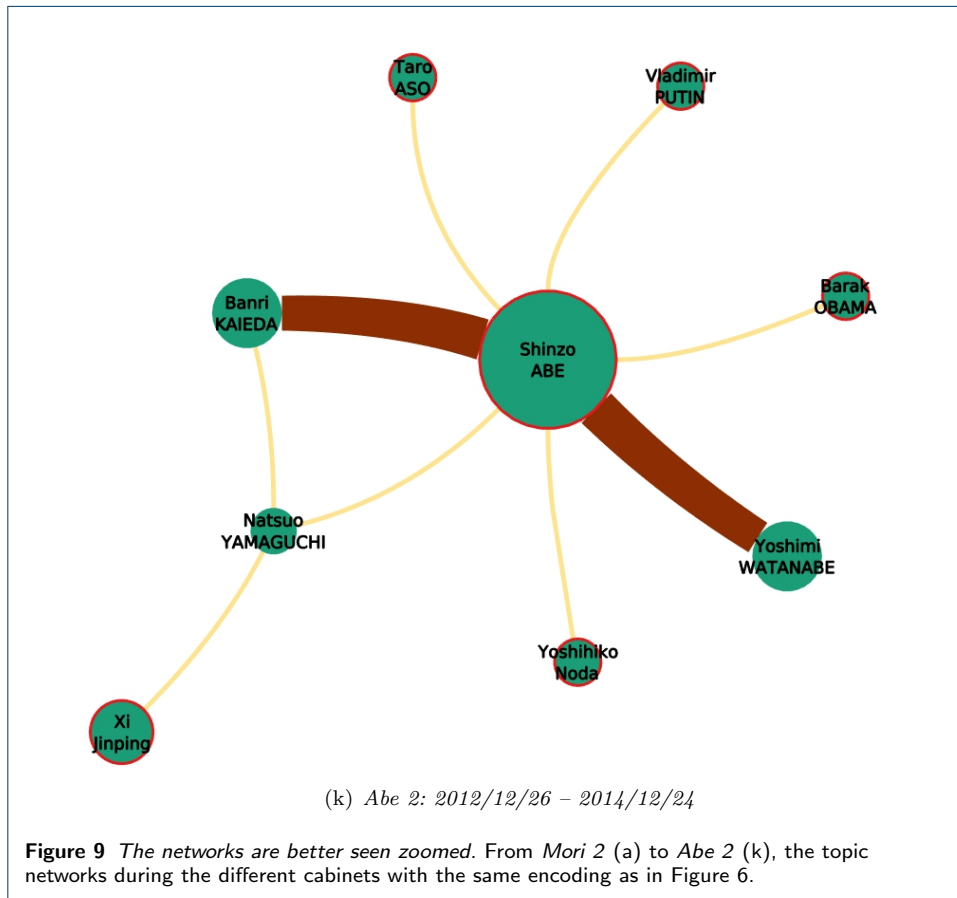 Taro
ASO
Vladimir
PUTIN
Barak
OBAMA
Banri
KAIEDA
Shinzo
ABE
Natsuo
YAMAGUCHI
Yoshimi
WATANABE
Yoshihiko
Noda
Xi
Jinping
(k) Abe 2: 2012/12/26 – 2014/12/24
Figure 9 The networks are better seen zoomed. From Mori 2 (a) to Abe 2 (k), the topic
networks during the different cabinets with the same encoding as in Figure 6.